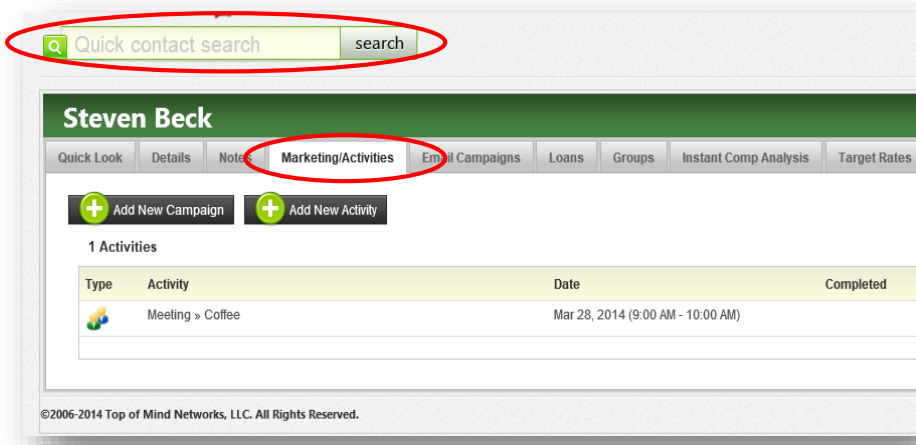 Quick contact search search
Steven Beck
Quick Look Details Notes Marketing/Activities Email Campaigns Loans Groups Instant Comp Analysis Target Rates
Add New Campaign Add New Activity
1 Activities
Type Activity Date Completed
Meeting » Coffee Mar 28, 2014 (9:00 AM - 10:00 AM)
©2006-2014 Top of Mind Networks, LLC. All Rights Reserved.